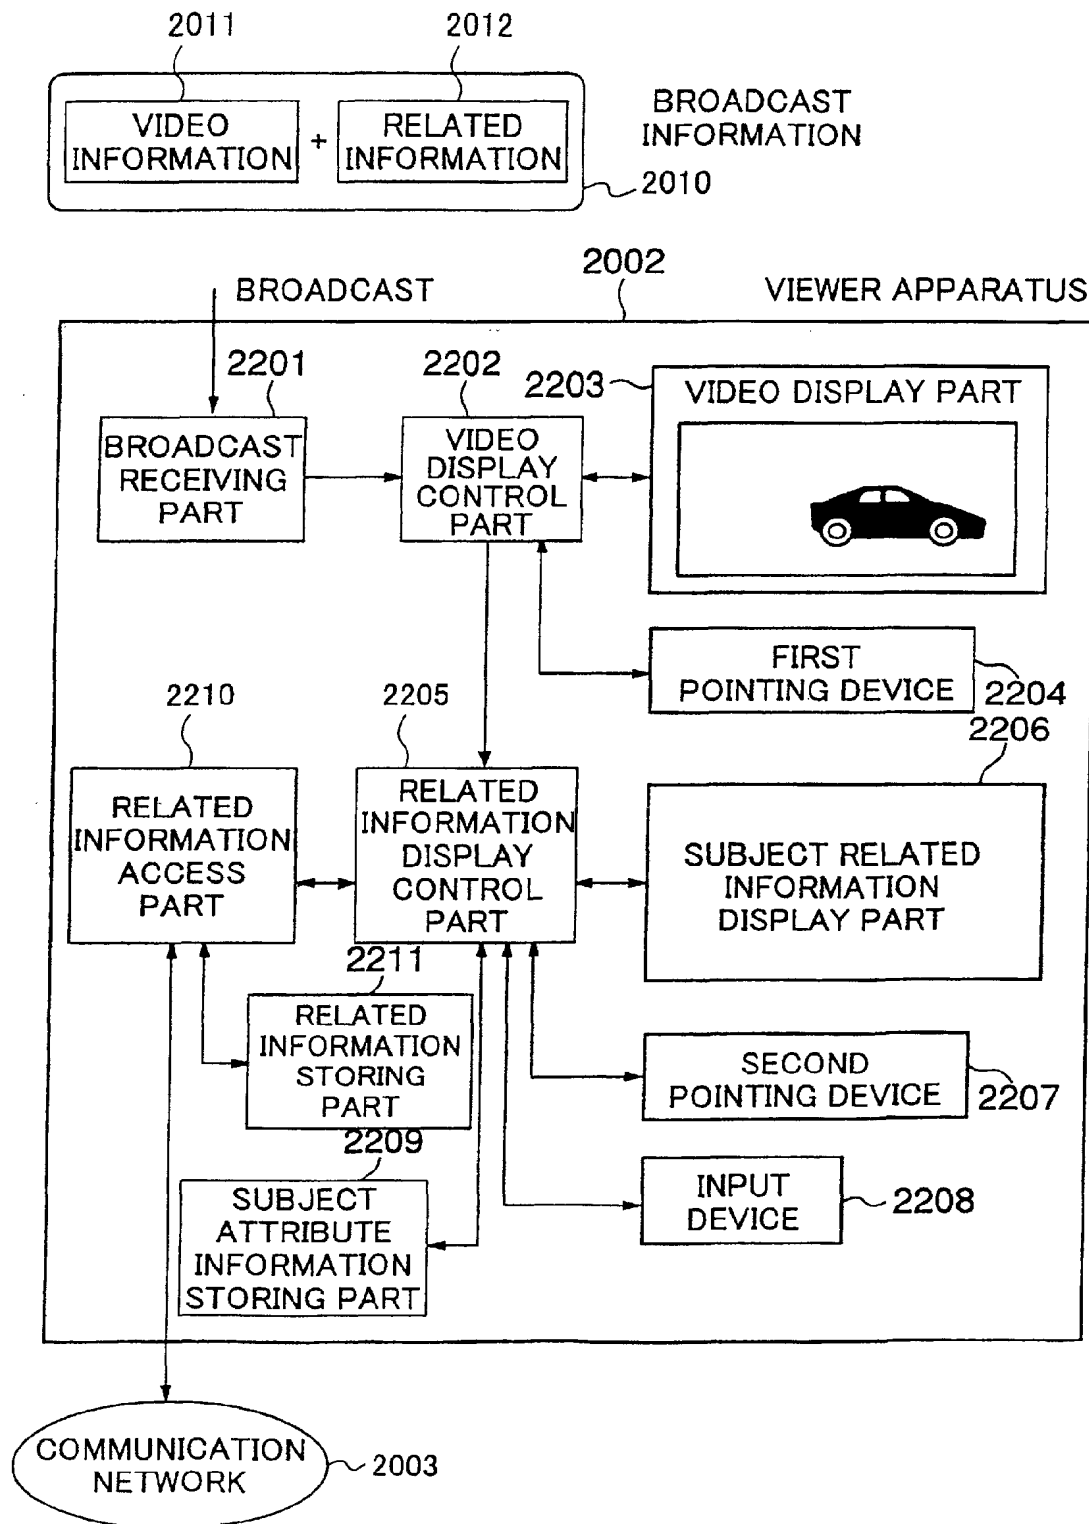 2011
2012
VIDEO
INFORMATION
+
RELATED
INFORMATION
BROADCAST
INFORMATION
2010
2002
BROADCAST
VIEWER APPARATUS
2201
2202
2203
BROADCAST
RECEIVING
PART
VIDEO
DISPLAY
CONTROL
PART
VIDEO DISPLAY PART
FIRST
POINTING DEVICE
2204
2210
2205
2206
RELATED
INFORMATION
ACCESS
PART
RELATED
INFORMATION
DISPLAY
CONTROL
PART
SUBJECT RELATED
INFORMATION
DISPLAY PART
2211
RELATED
INFORMATION
STORING
PART
SECOND
POINTING DEVICE
2207
2209
SUBJECT
ATTRIBUTE
INFORMATION
STORING PART
INPUT
DEVICE
2208
COMMUNICATION
NETWORK
2003